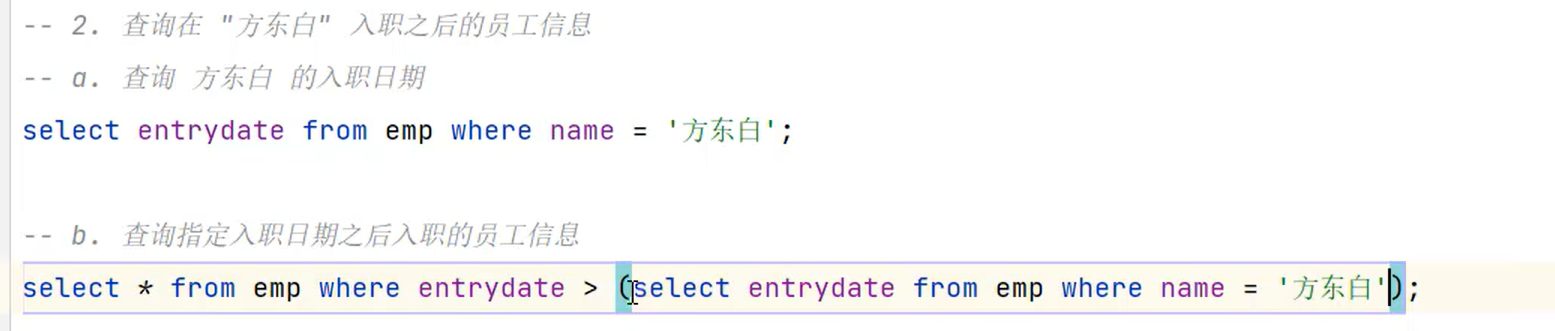 -- 2. 查询在 "方东白" 入职之后的员工信息
-- a. 查询 方东白 的入职日期
select entrydate from emp where name = '方东白';
-- b. 查询指定入职日期之后入职的员工信息
select * from emp where entrydate > (select entrydate from emp where name = '方东白');